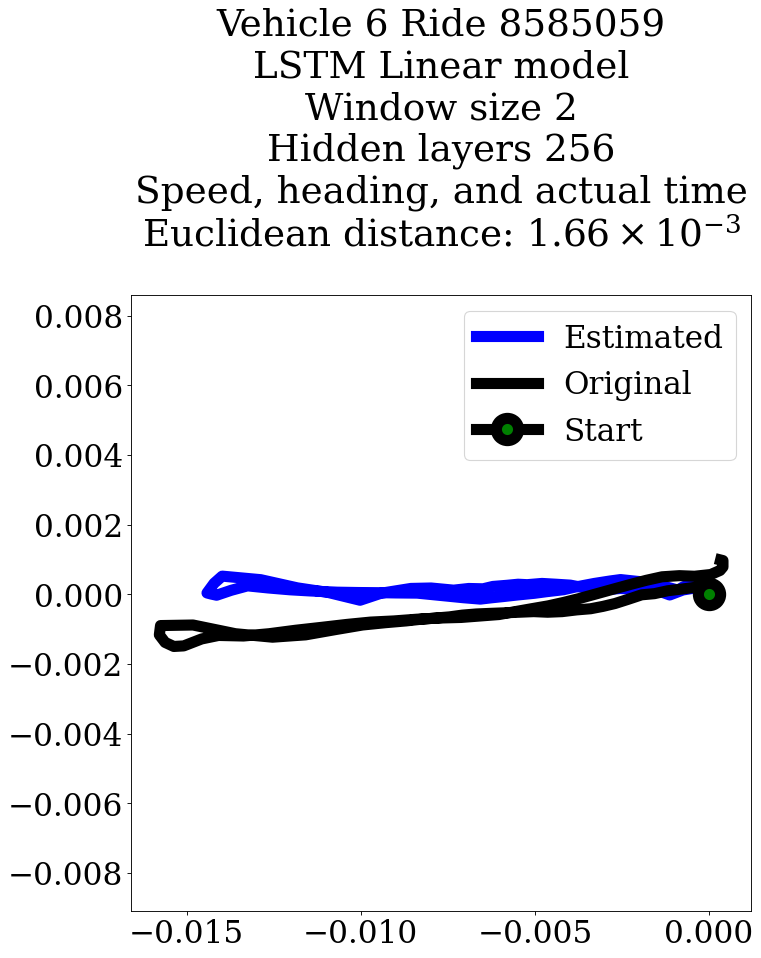 Vehicle 6 Ride 8585059
LSTM Linear model
Window size 2
Hidden layers 256
Speed, heading, and actual time
Euclidean distance: 1.66 × 10⁻³
Estimated
Original
Start
0.008
0.006
0.004
0.002
0.000
−0.002
−0.004
−0.006
−0.008
−0.015 −0.010 −0.005 0.000